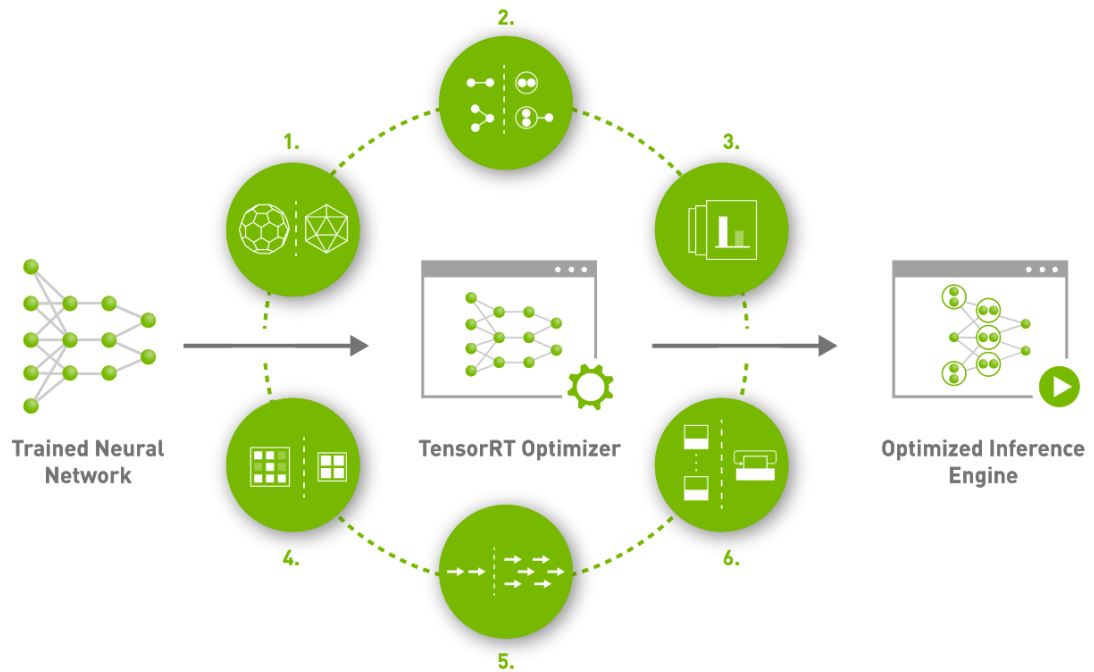 2.
1.
3.
Trained Neural
Network
TensorRT Optimizer
Optimized Inference
Engine
4.
6.
5.